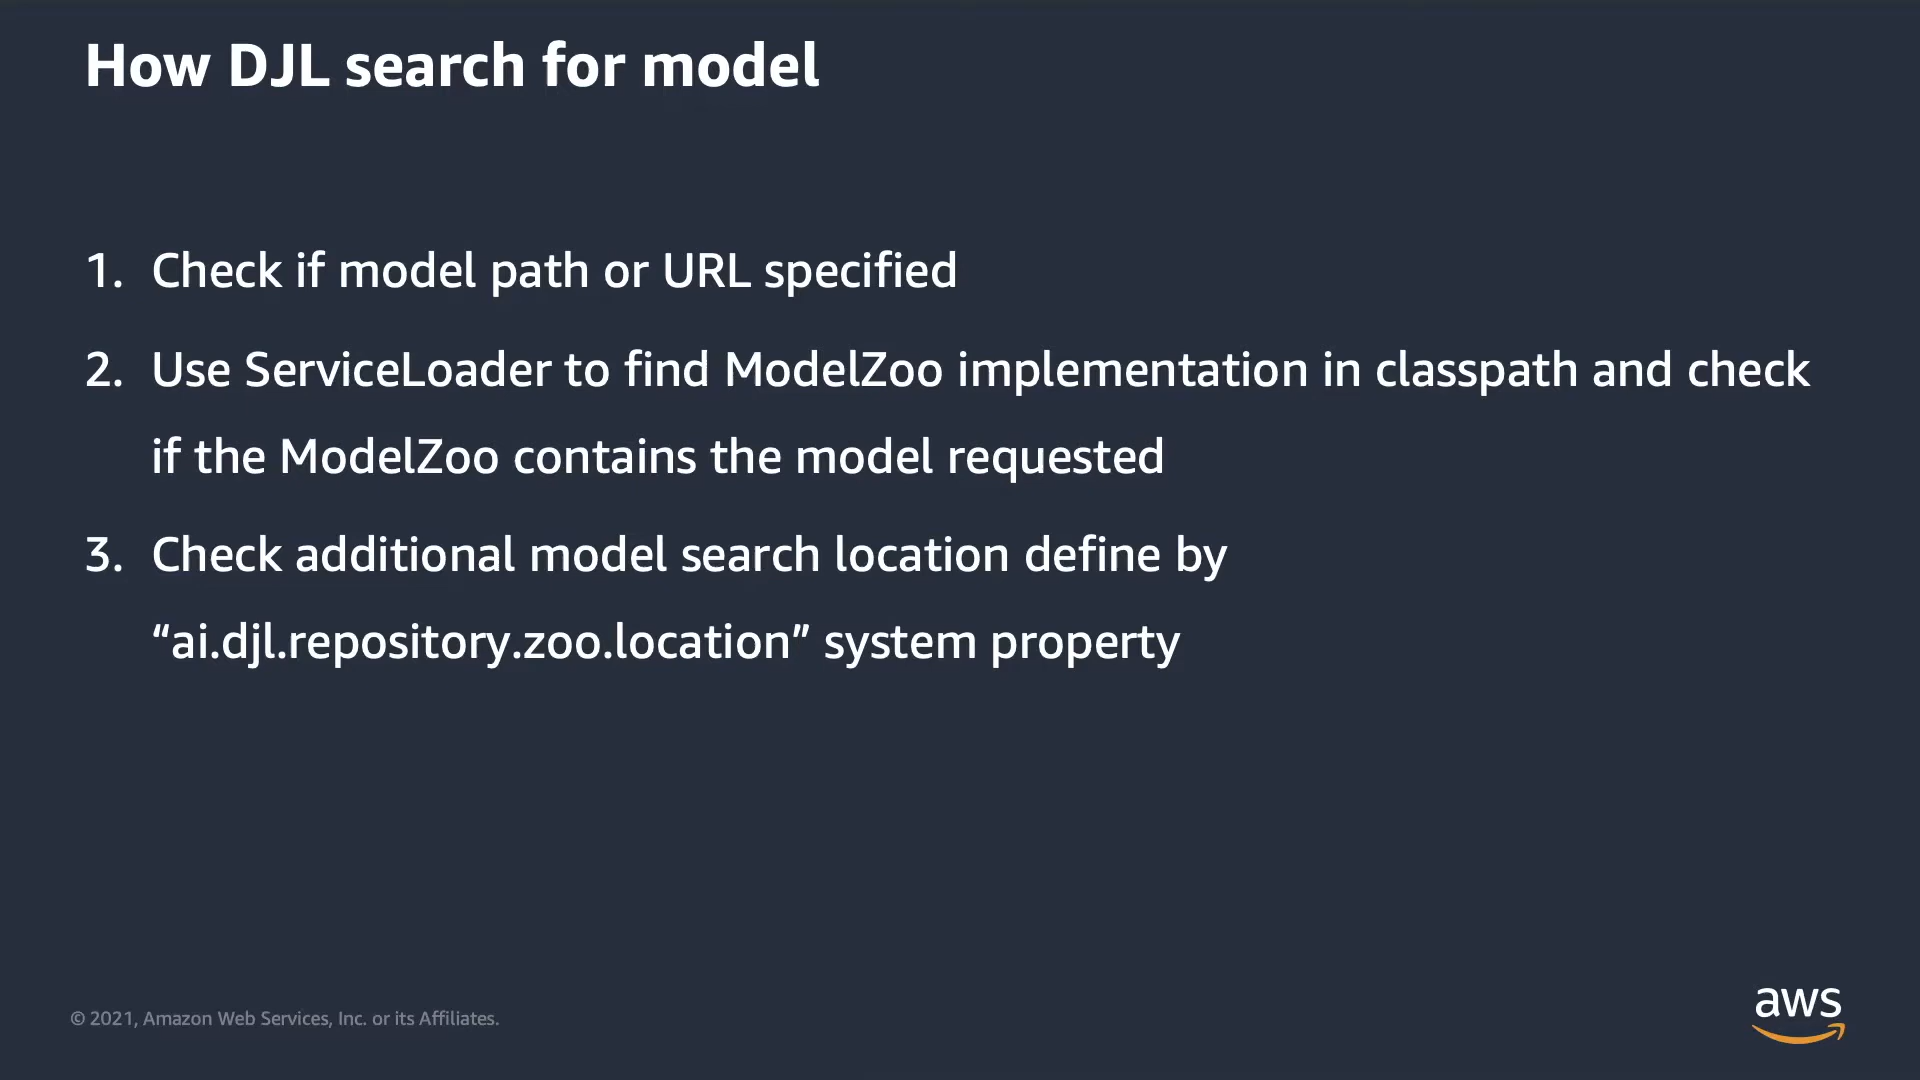 How DJL search for model
1. Check if model path or URL specified
2. Use ServiceLoader to find ModelZoo implementation in classpath and check
if the ModelZoo contains the model requested
3. Check additional model search location define by
“ai.djl.repository.zoo.location” system property
© 2021, Amazon Web Services, Inc. or its Affiliates.
aws